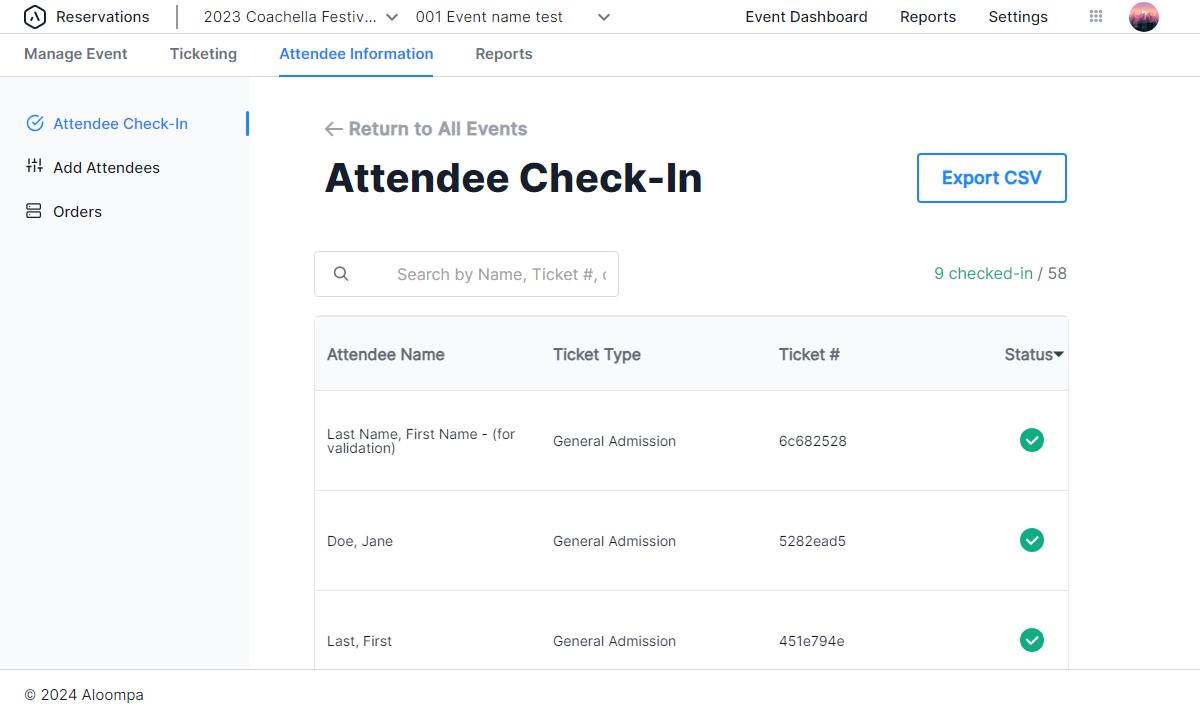 Reservations
2023 Coachella Festiv...
001 Event name test
Event Dashboard
Reports
Settings
Manage Event
Ticketing
Attendee Information
Reports
Attendee Check-In
Add Attendees
Orders
Return to All Events
Attendee Check-In
Export CSV
Search by Name, Ticket #,
9 checked-in / 58
Attendee Name
Ticket Type
Ticket #
Status
Last Name, First Name - (for
validation)
General Admission
6c682528
Doe, Jane
General Admission
5282ead5
Last, First
General Admission
451e794e
© 2024 Aloompa